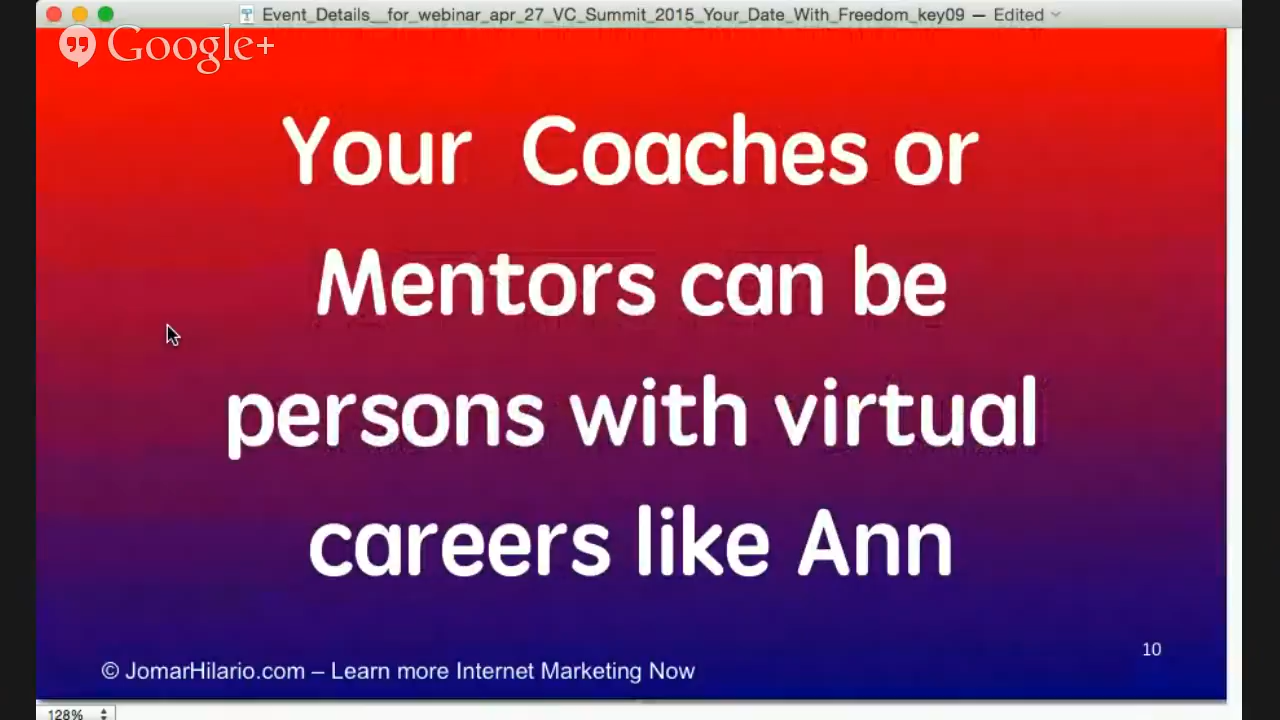 Event_Details__for_webinar_apr_27_VC_Summit_2015_Your_Date_With_Freedom_key09 — Edited
Google+
Your Coaches or
Mentors can be
persons with virtual
careers like Ann
10
© JomarHilario.com – Learn more Internet Marketing Now
128%